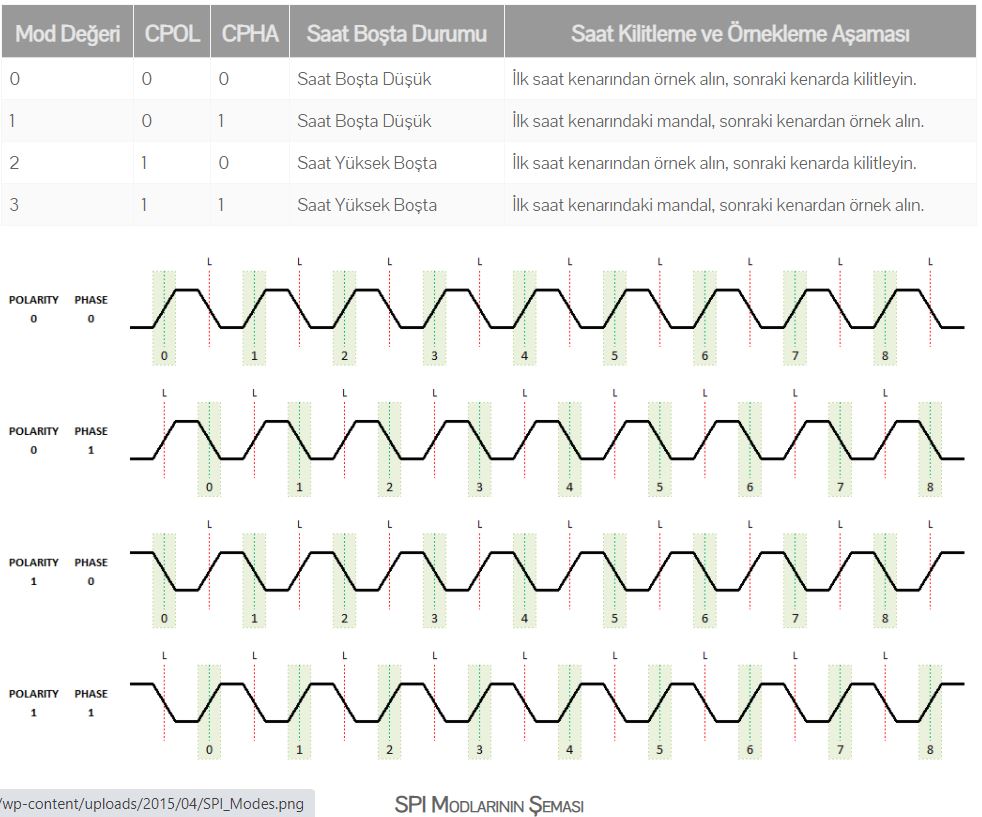 Mod Değeri CPOL CPHA Saat Boşta Durumu Saat Kilitleme ve Örnekleme Aşaması
0 0 0 Saat Boşta Düşük İlk saat kenarından örnek alın, sonraki kenarda kilitleyin.
1 0 1 Saat Boşta Düşük İlk saat kenarındaki mandal, sonraki kenardan örnek alın.
2 1 0 Saat Yüksek Boşta İlk saat kenarından örnek alın, sonraki kenarda kilitleyin.
3 1 1 Saat Yüksek Boşta İlk saat kenarındaki mandal, sonraki kenardan örnek alın.
L L L L L L L L L
POLARITY PHASE
0 0
0 1 2 3 4 5 6 7 8
L L L L L L L L L
POLARITY PHASE
0 1
0 1 2 3 4 5 6 7 8
L L L L L L L L L
POLARITY PHASE
1 0
0 1 2 3 4 5 6 7 8
L L L L L L L L L
POLARITY PHASE
1 1
0 1 2 3 4 5 6 7 8
/wp-content/uploads/2015/04/SPI_Modes.png
SPI MODLARININ ŞEMASI